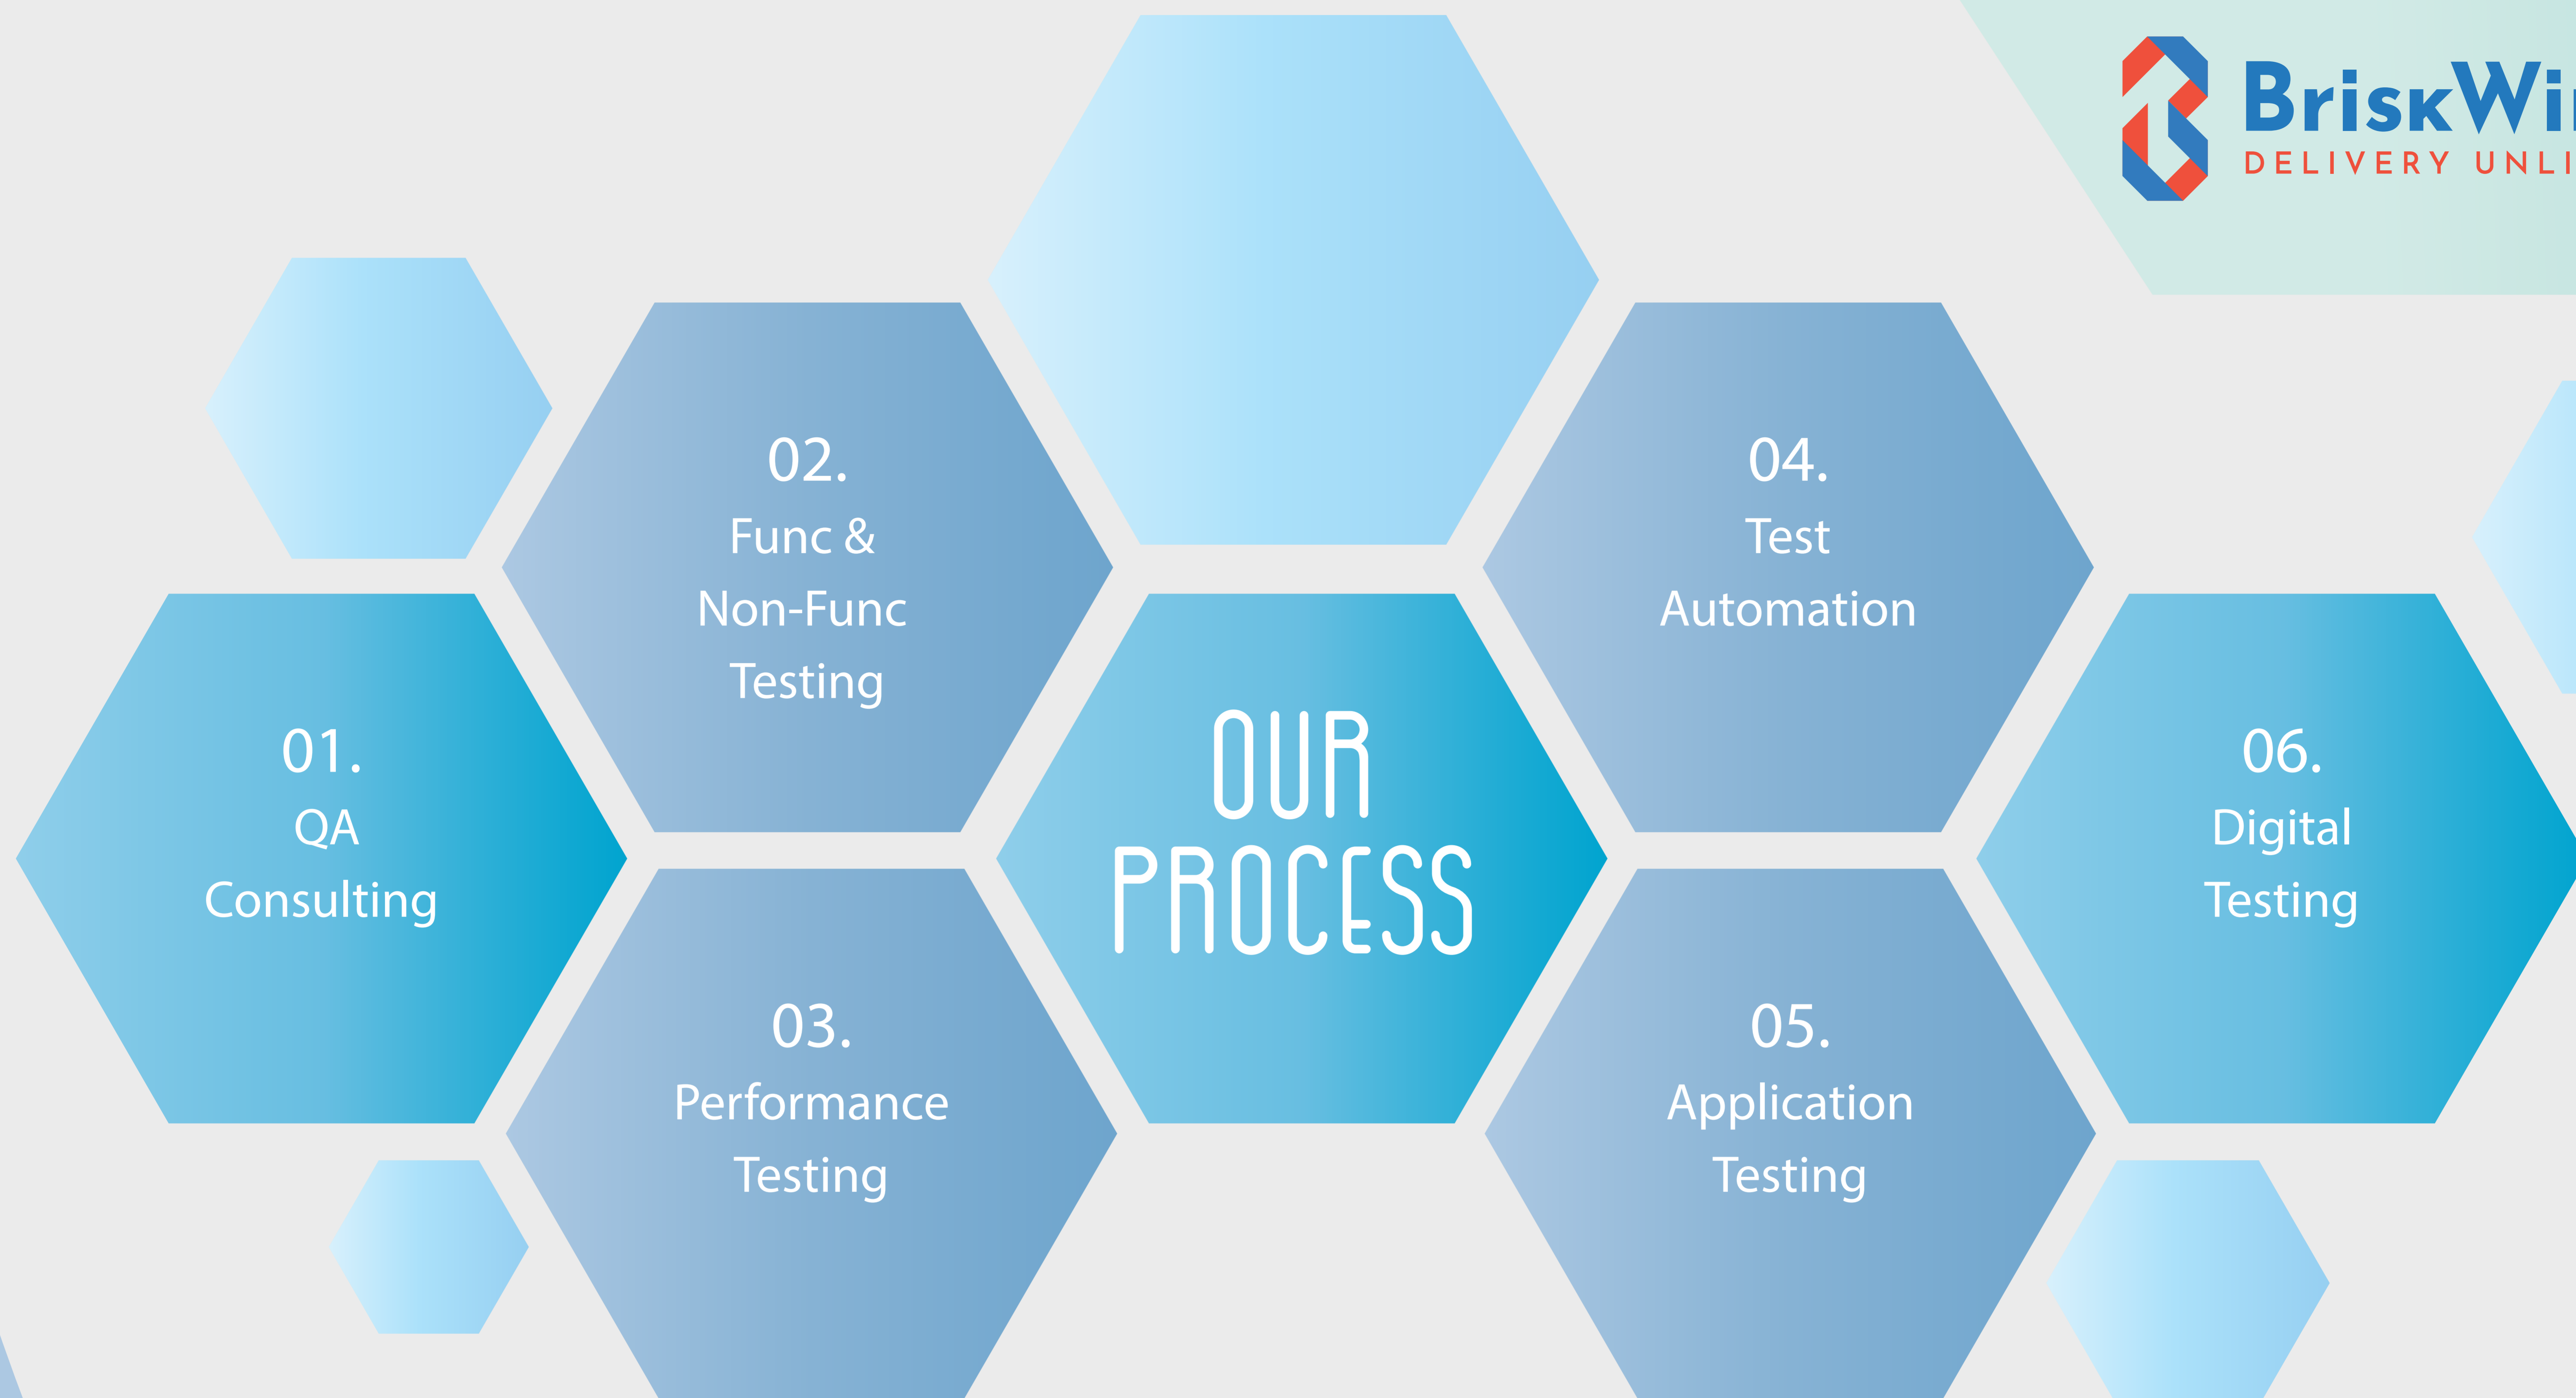 BriskWi
DELIVERY UNLI
01.
QA
Consulting
02.
Func &
Non-Func
Testing
03.
Performance
Testing
OUR
PROCESS
04.
Test
Automation
05.
Application
Testing
06.
Digital
Testing